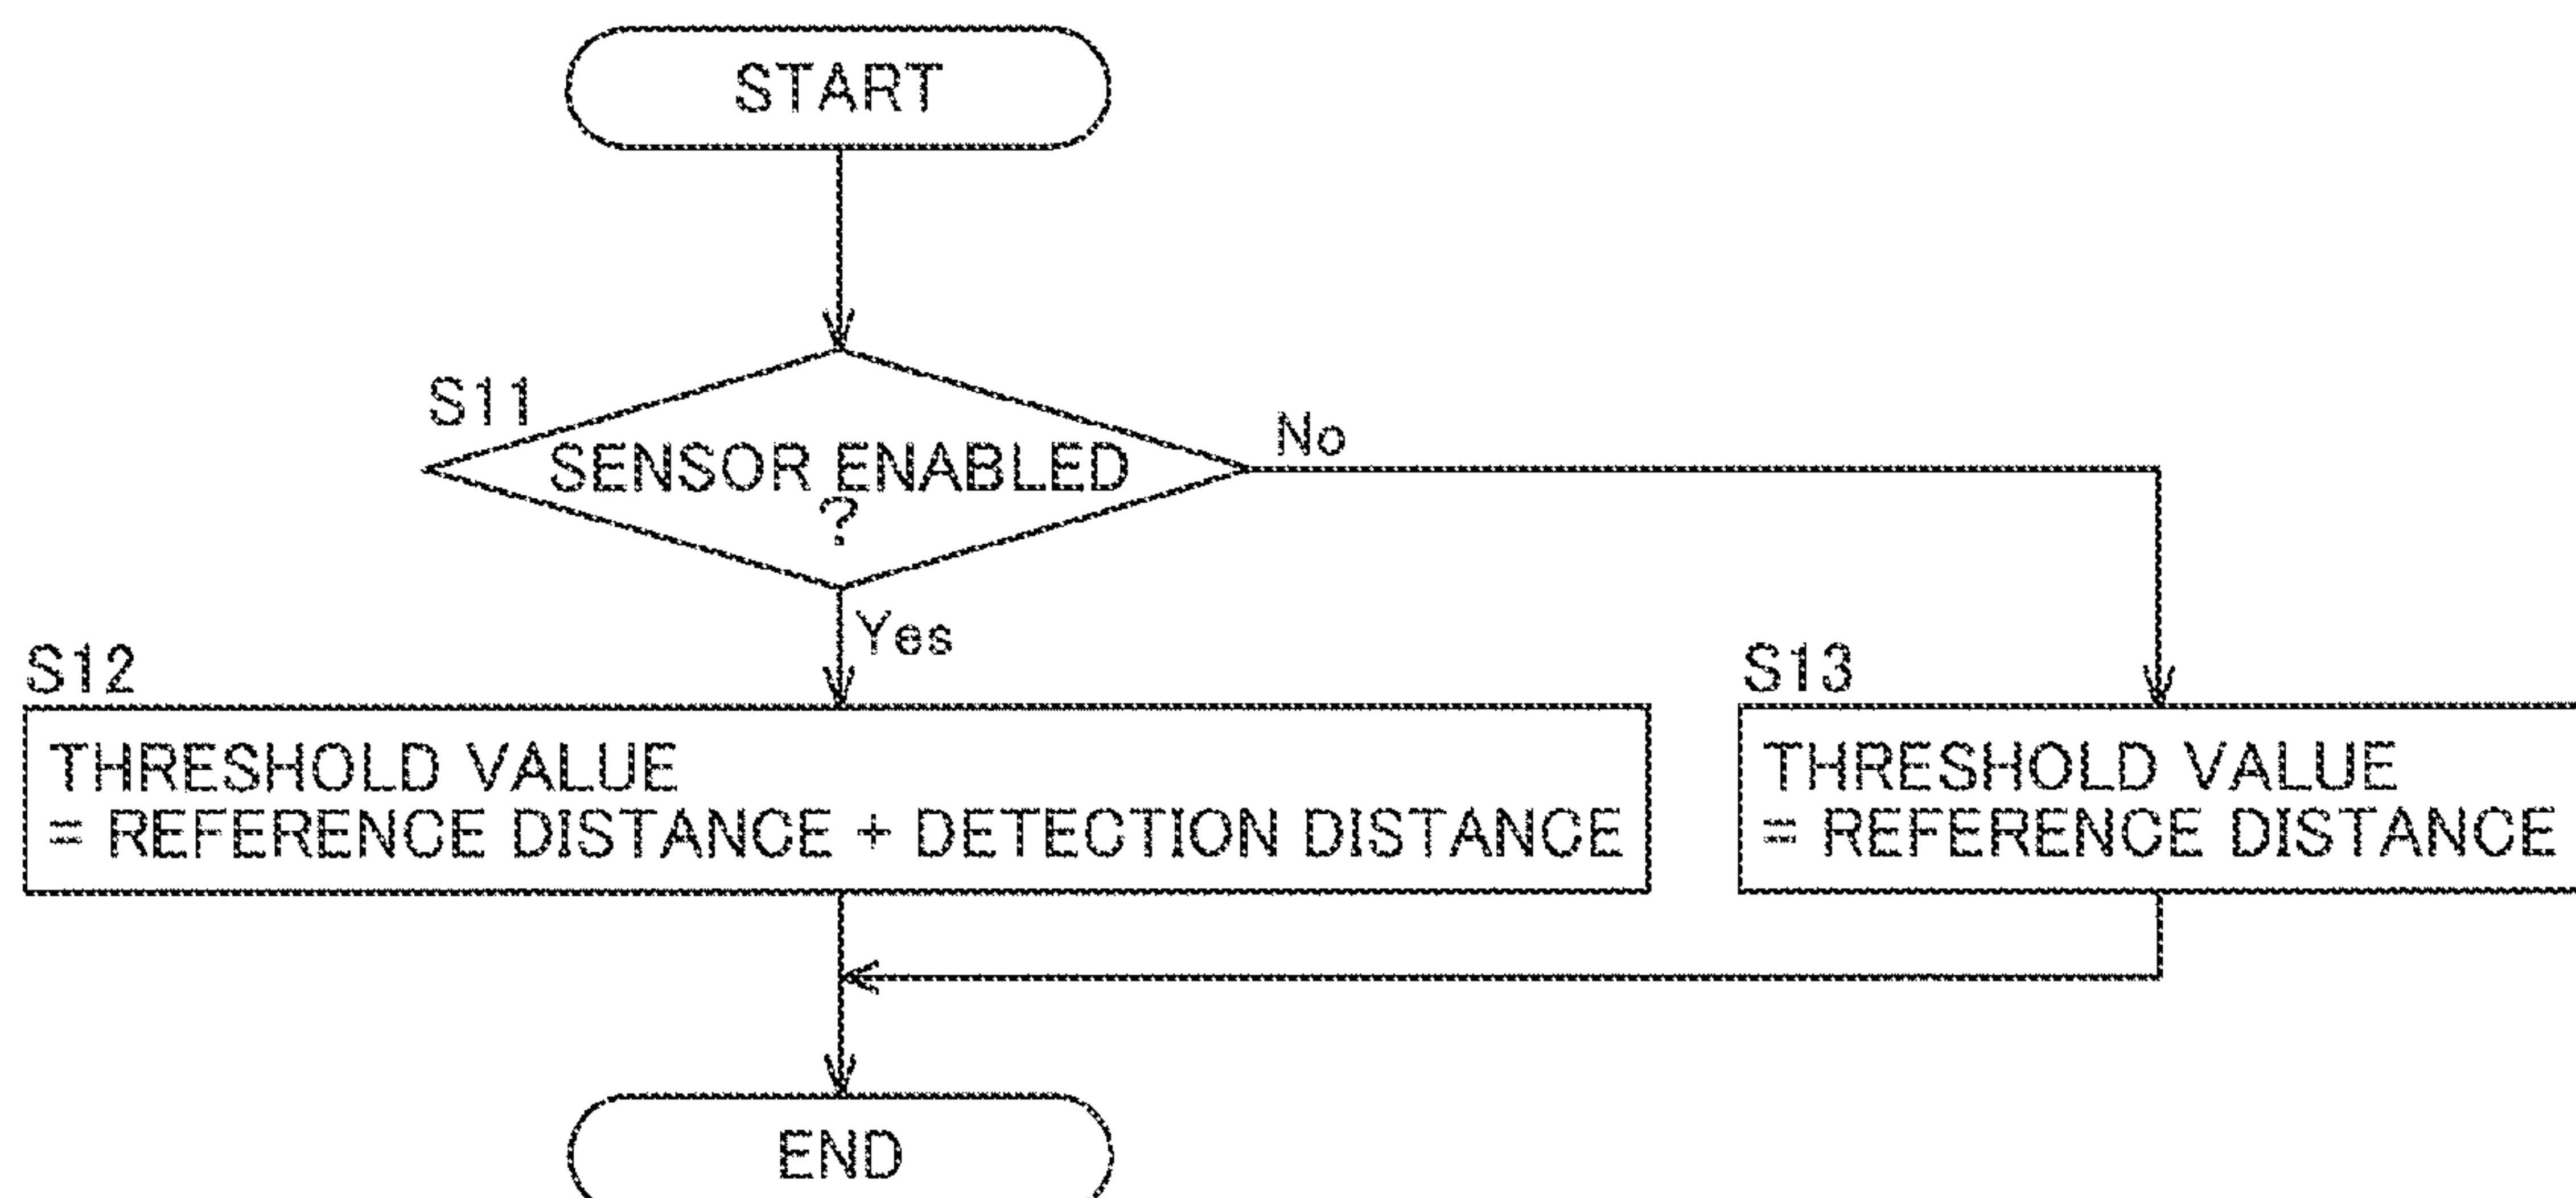 START
S11
SENSOR ENABLED
?
No
Yes
S12
THRESHOLD VALUE
= REFERENCE DISTANCE + DETECTION DISTANCE
S13
THRESHOLD VALUE
= REFERENCE DISTANCE
END